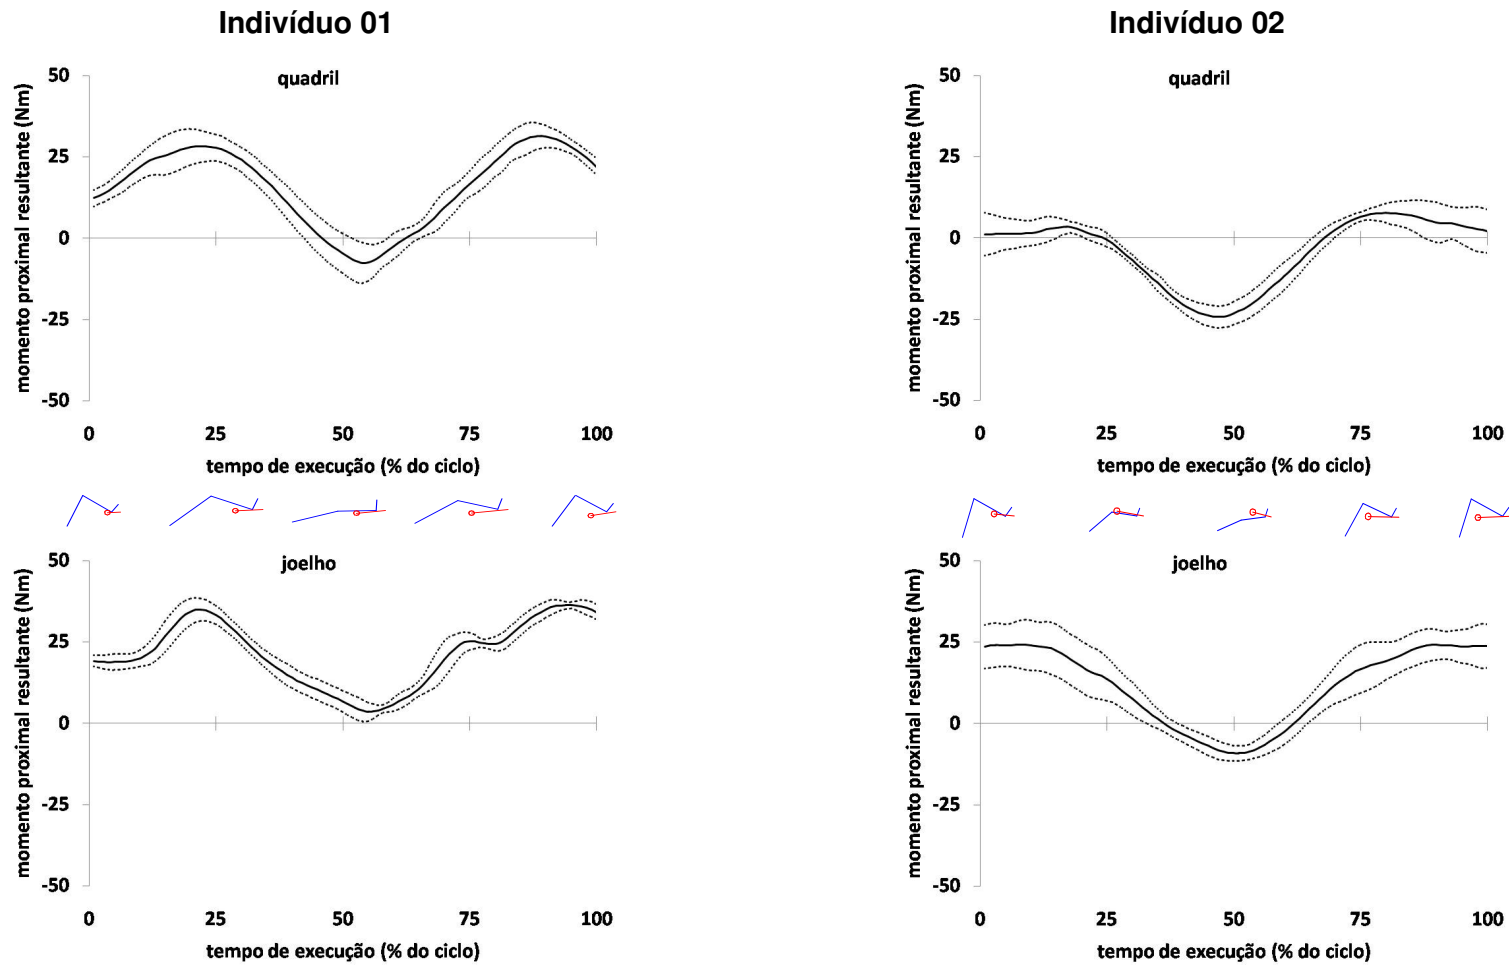 Indivíduo 01
Indivíduo 02
quadril
momento proximal resultante (Nm)
50
25
0
-25
-50
0 25 50 75 100
tempo de execução (% do ciclo)
quadril
momento proximal resultante (Nm)
50
25
0
-25
-50
0 25 50 75 100
tempo de execução (% do ciclo)
joelho
momento proximal resultante (Nm)
50
25
0
-25
-50
0 25 50 75 100
tempo de execução (% do ciclo)
joelho
momento proximal resultante (Nm)
50
25
0
-25
-50
0 25 50 75 100
tempo de execução (% do ciclo)